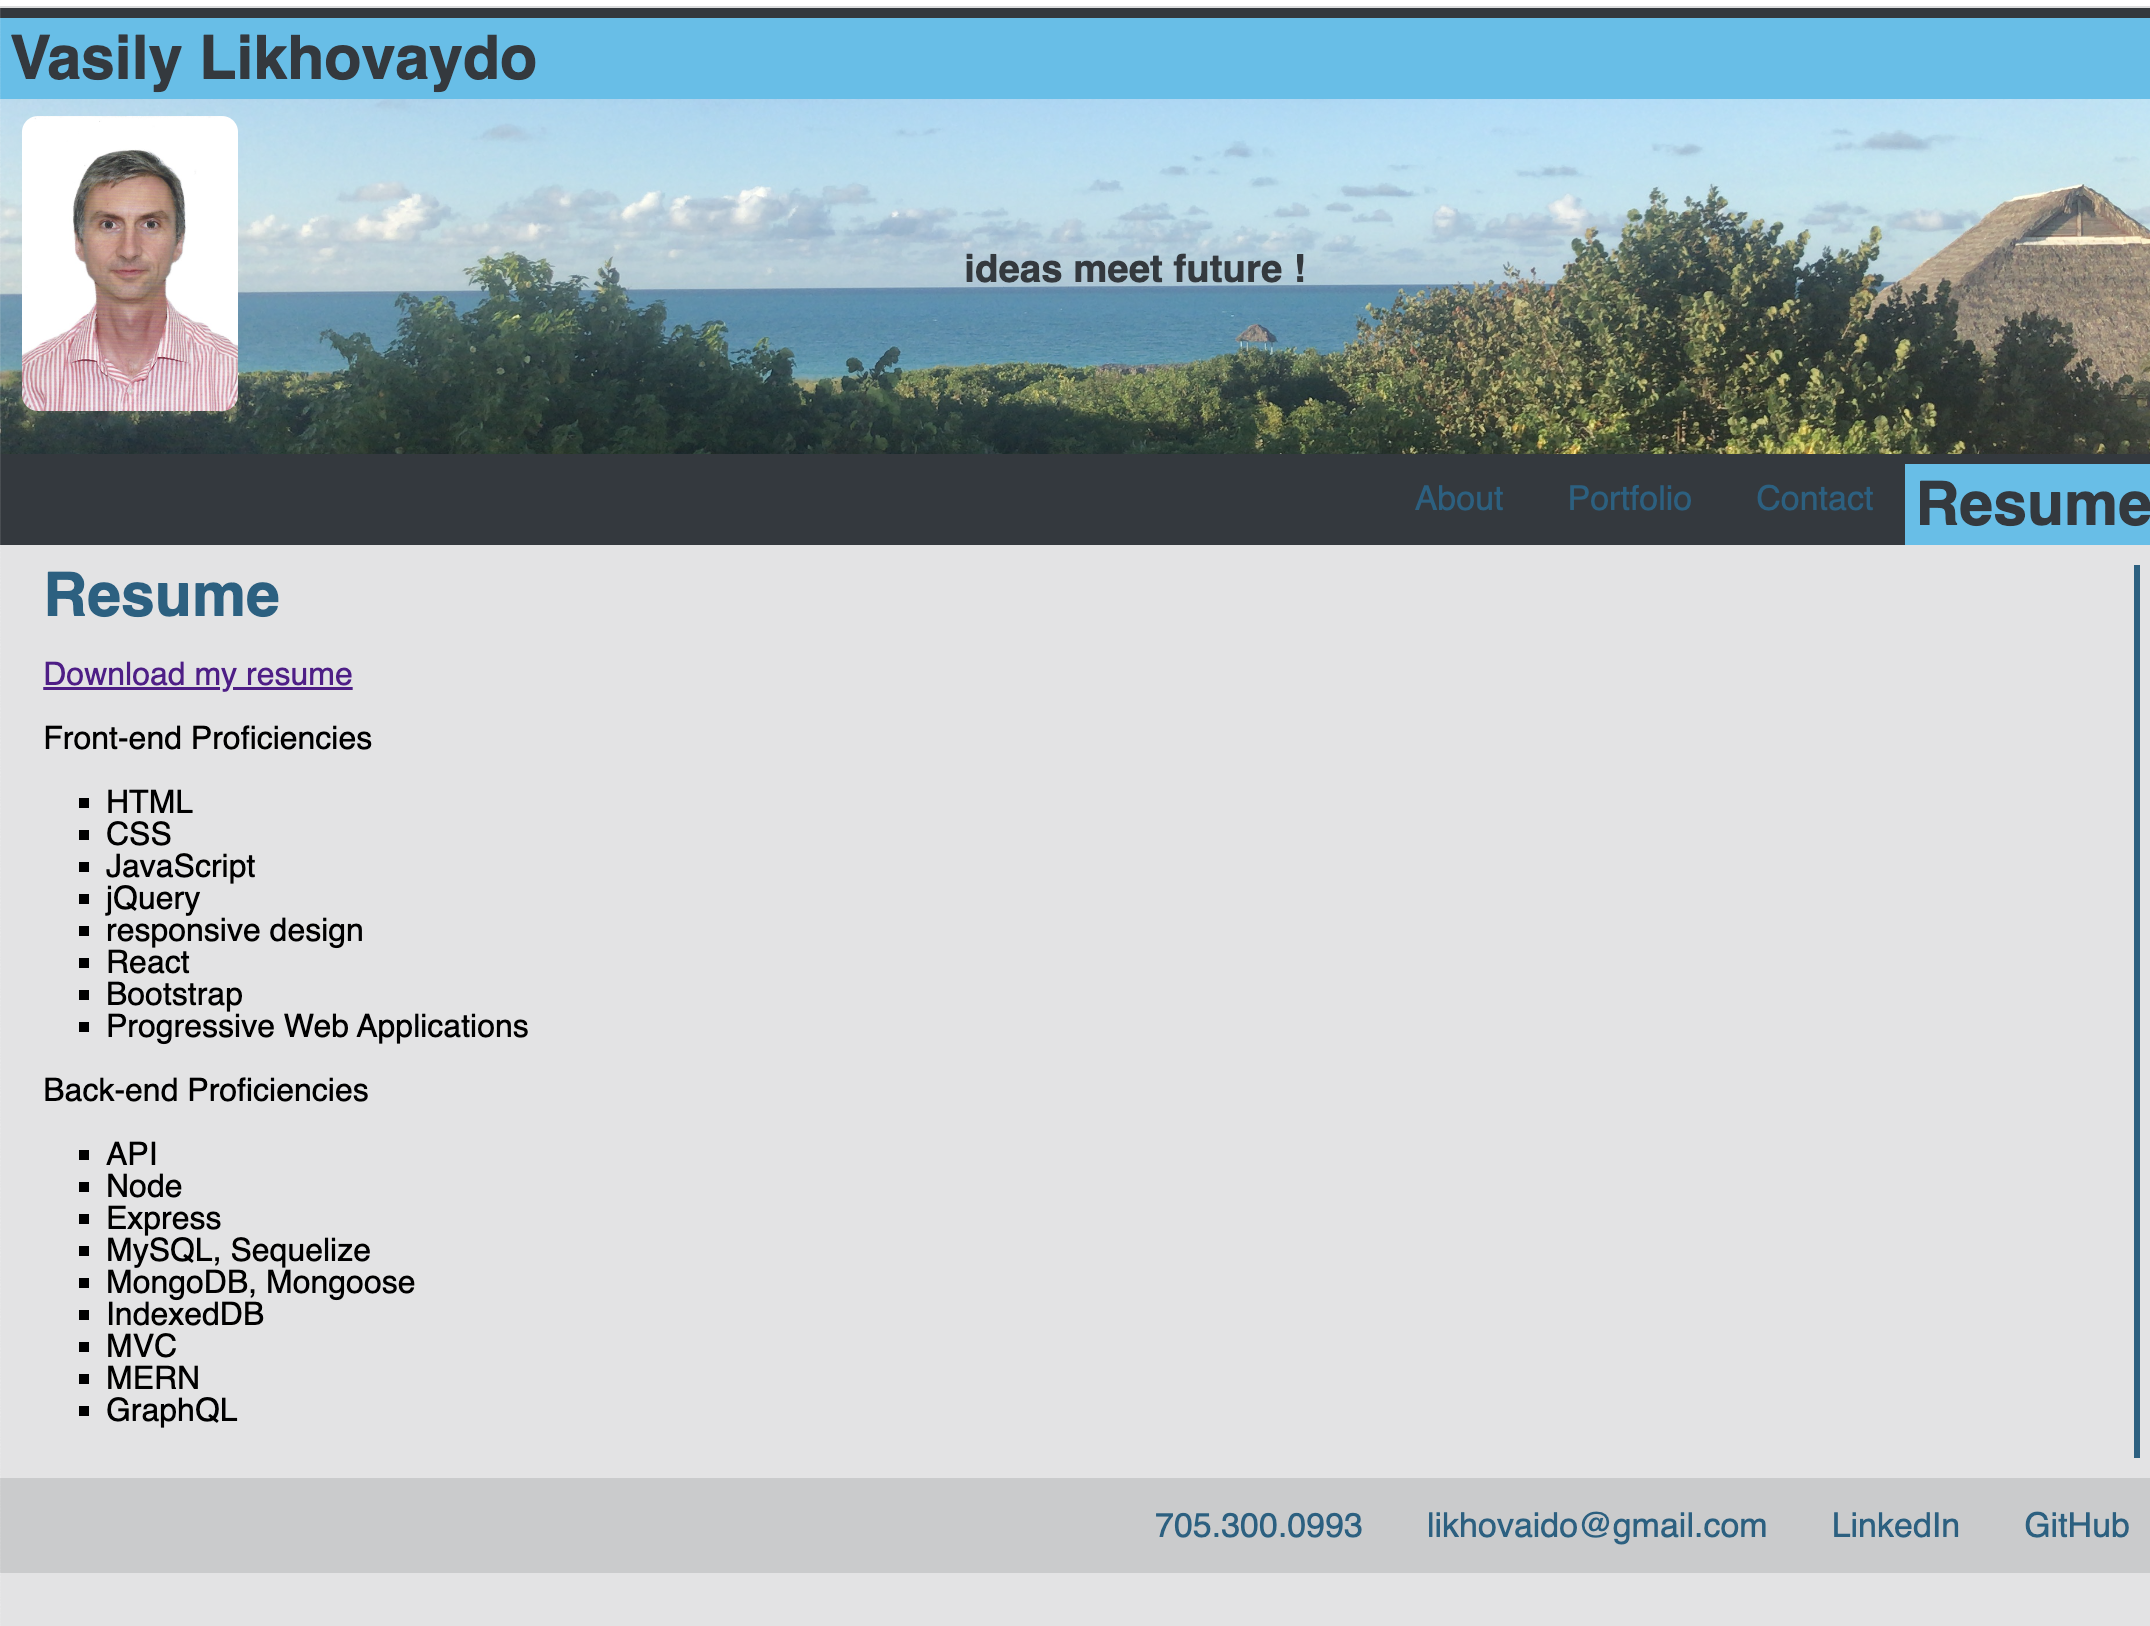 Vasily Likhovaydo
ideas meet future !
About Portfolio Contact Resume
Resume
Download my resume
Front-end Proficiencies
HTML
CSS
JavaScript
jQuery
responsive design
React
Bootstrap
Progressive Web Applications
Back-end Proficiencies
API
Node
Express
MySQL, Sequelize
MongoDB, Mongoose
IndexedDB
MVC
MERN
GraphQL
705.300.0993 likhovaido@gmail.com LinkedIn GitHub